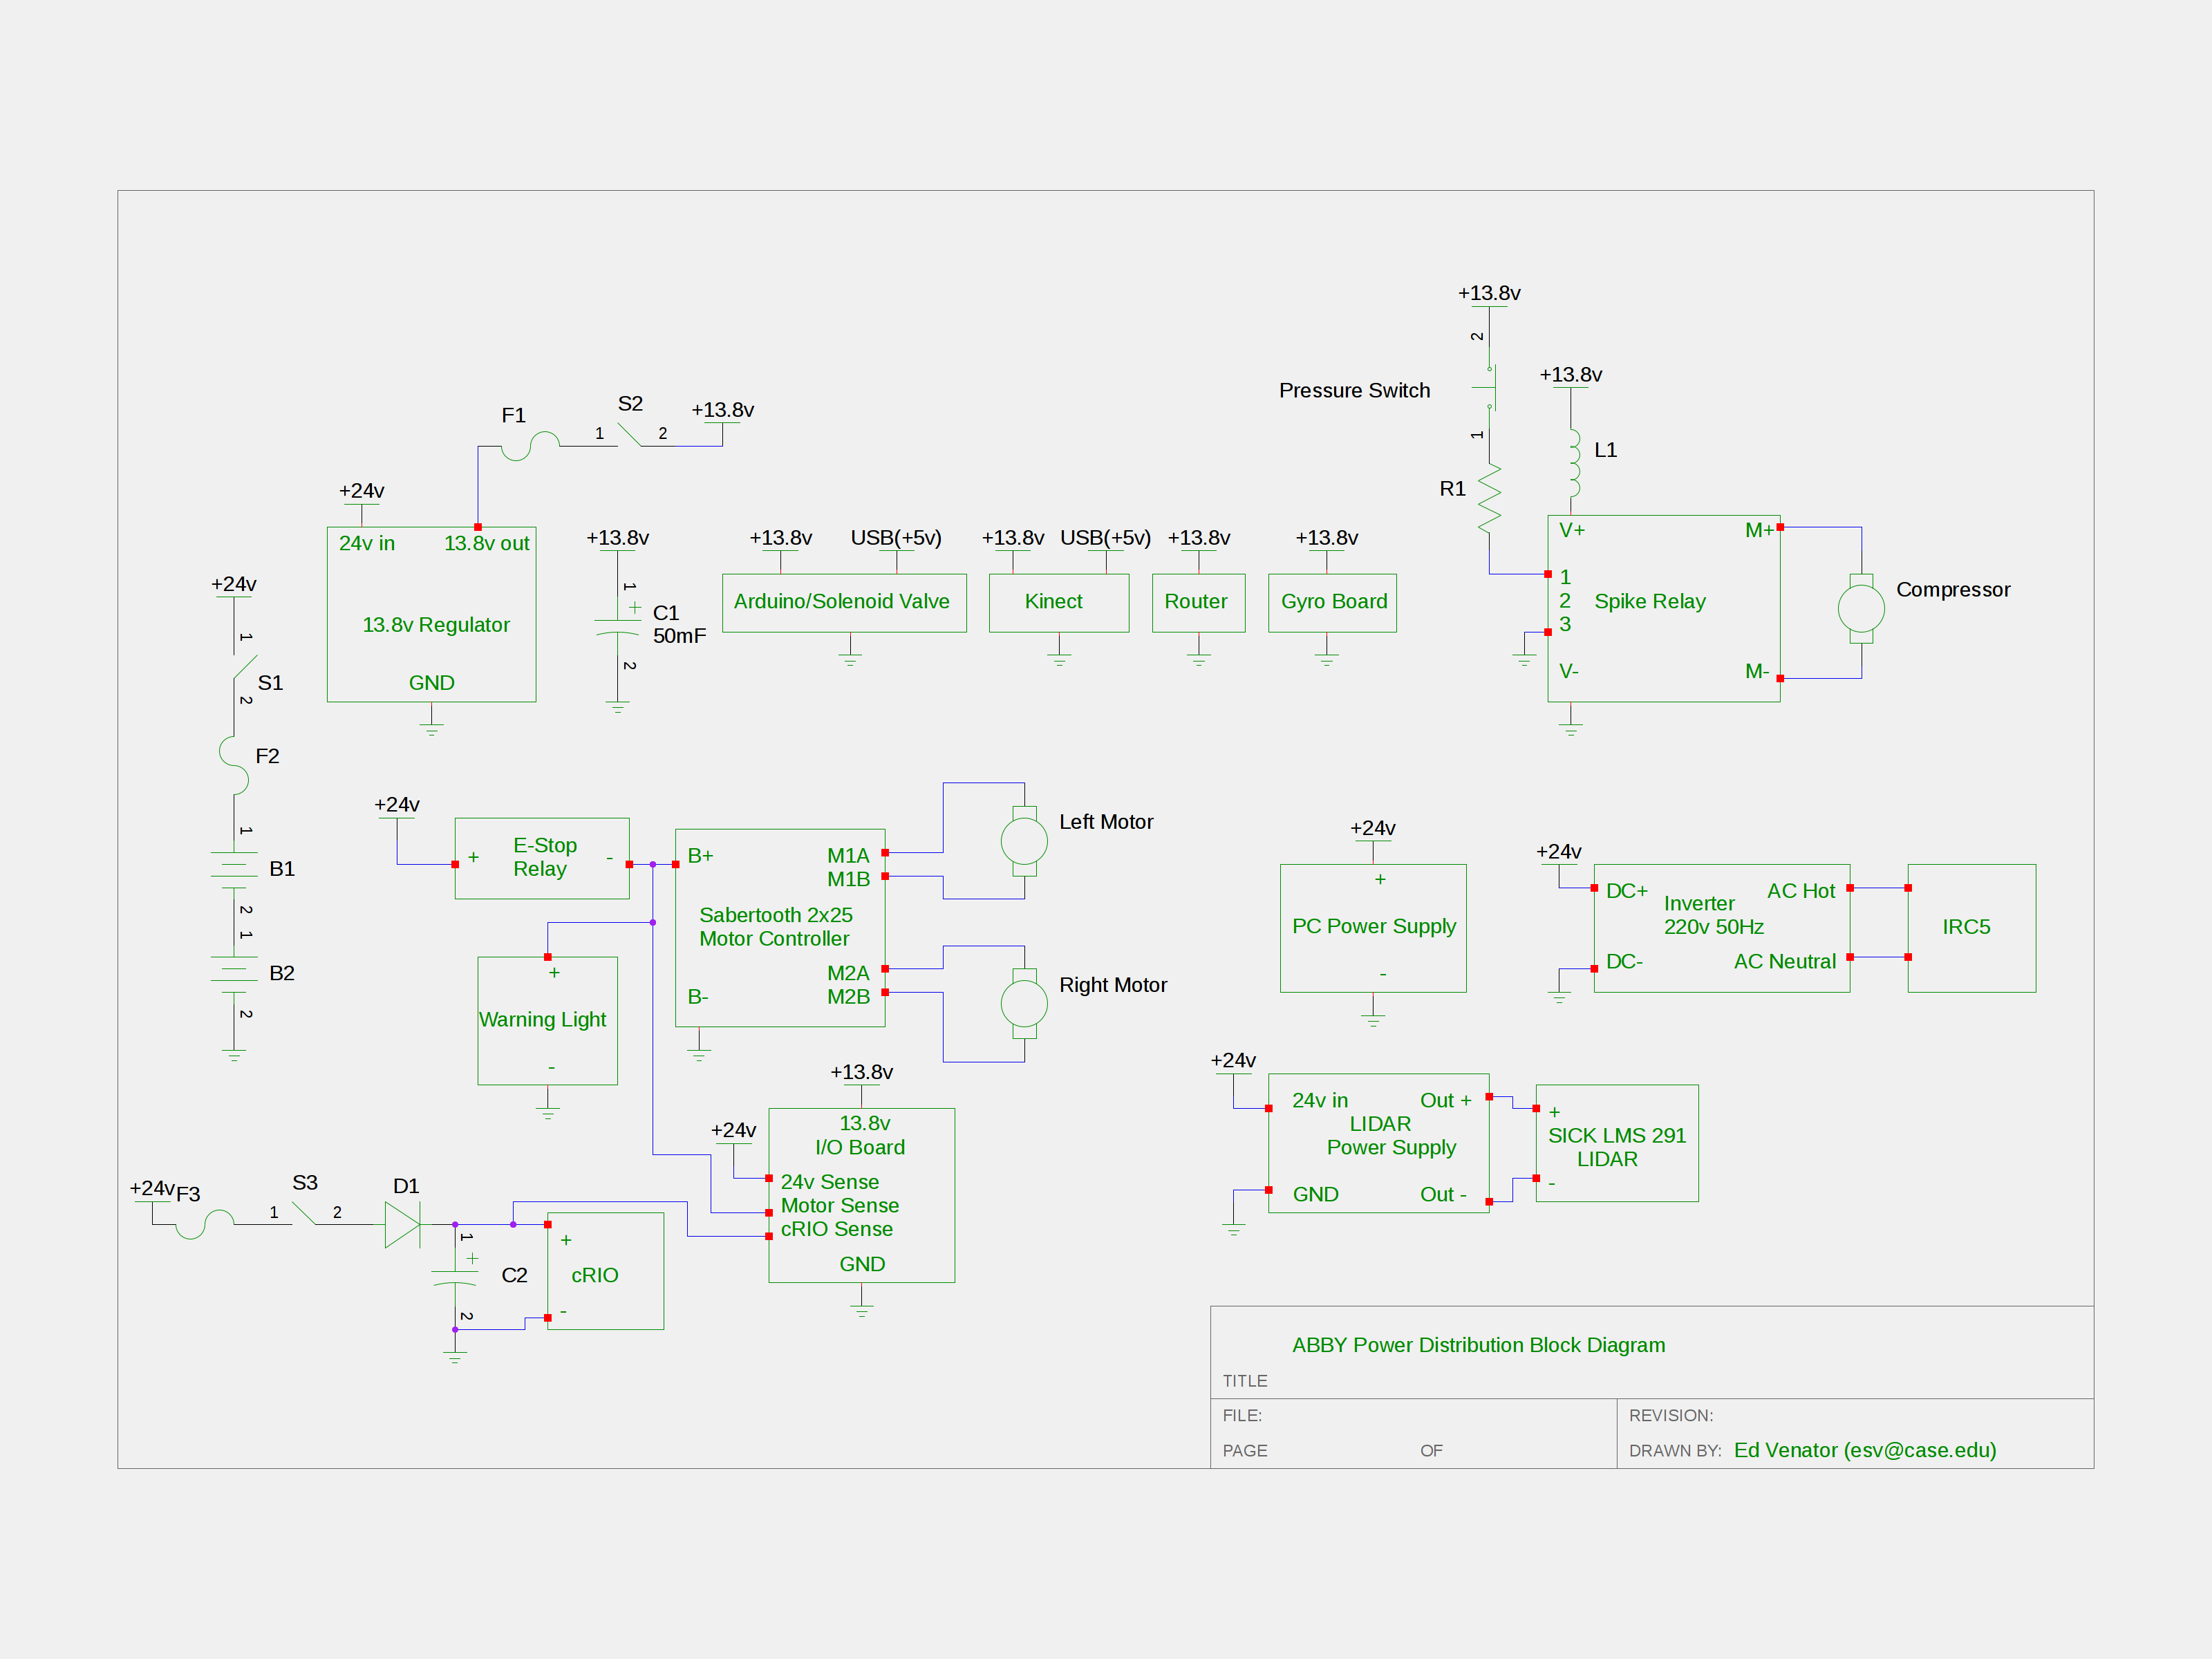 +13.8v
2
Pressure Switch
+13.8v
1
R1
L1
F1
S2
+13.8v
1
2
+24v
24v in
13.8v out
13.8v Regulator
GND
+24v
1
S1
2
F2
1
B1
2
1
B2
2
+13.8v
1
+
C1
50mF
2
+13.8v
USB(+5v)
Arduino/Solenoid Valve
+13.8v
USB(+5v)
Kinect
+13.8v
Router
+13.8v
Gyro Board
V+
M+
1
2
3
Spike Relay
V-
M-
Compressor
+24v
+
E-Stop
Relay
-
B+
M1A
M1B
Sabertooth 2x25
Motor Controller
M2A
M2B
B-
Left Motor
Right Motor
+
Warning Light
-
+24v
+
PC Power Supply
-
+24v
DC+
AC Hot
Inverter
220v 50Hz
DC-
AC Neutral
IRC5
+13.8v
13.8v
I/O Board
+24v
24v Sense
Motor Sense
cRIO Sense
GND
+24v
24v in
Out +
LIDAR
Power Supply
GND
Out -
+
SICK LMS 291
LIDAR
-
+24v
F3
S3
1
2
D1
1
+
C2
2
+
cRIO
-
ABBY Power Distribution Block Diagram
TITLE
FILE:
REVISION:
PAGE
OF
DRAWN BY:
Ed Venator (esv@case.edu)